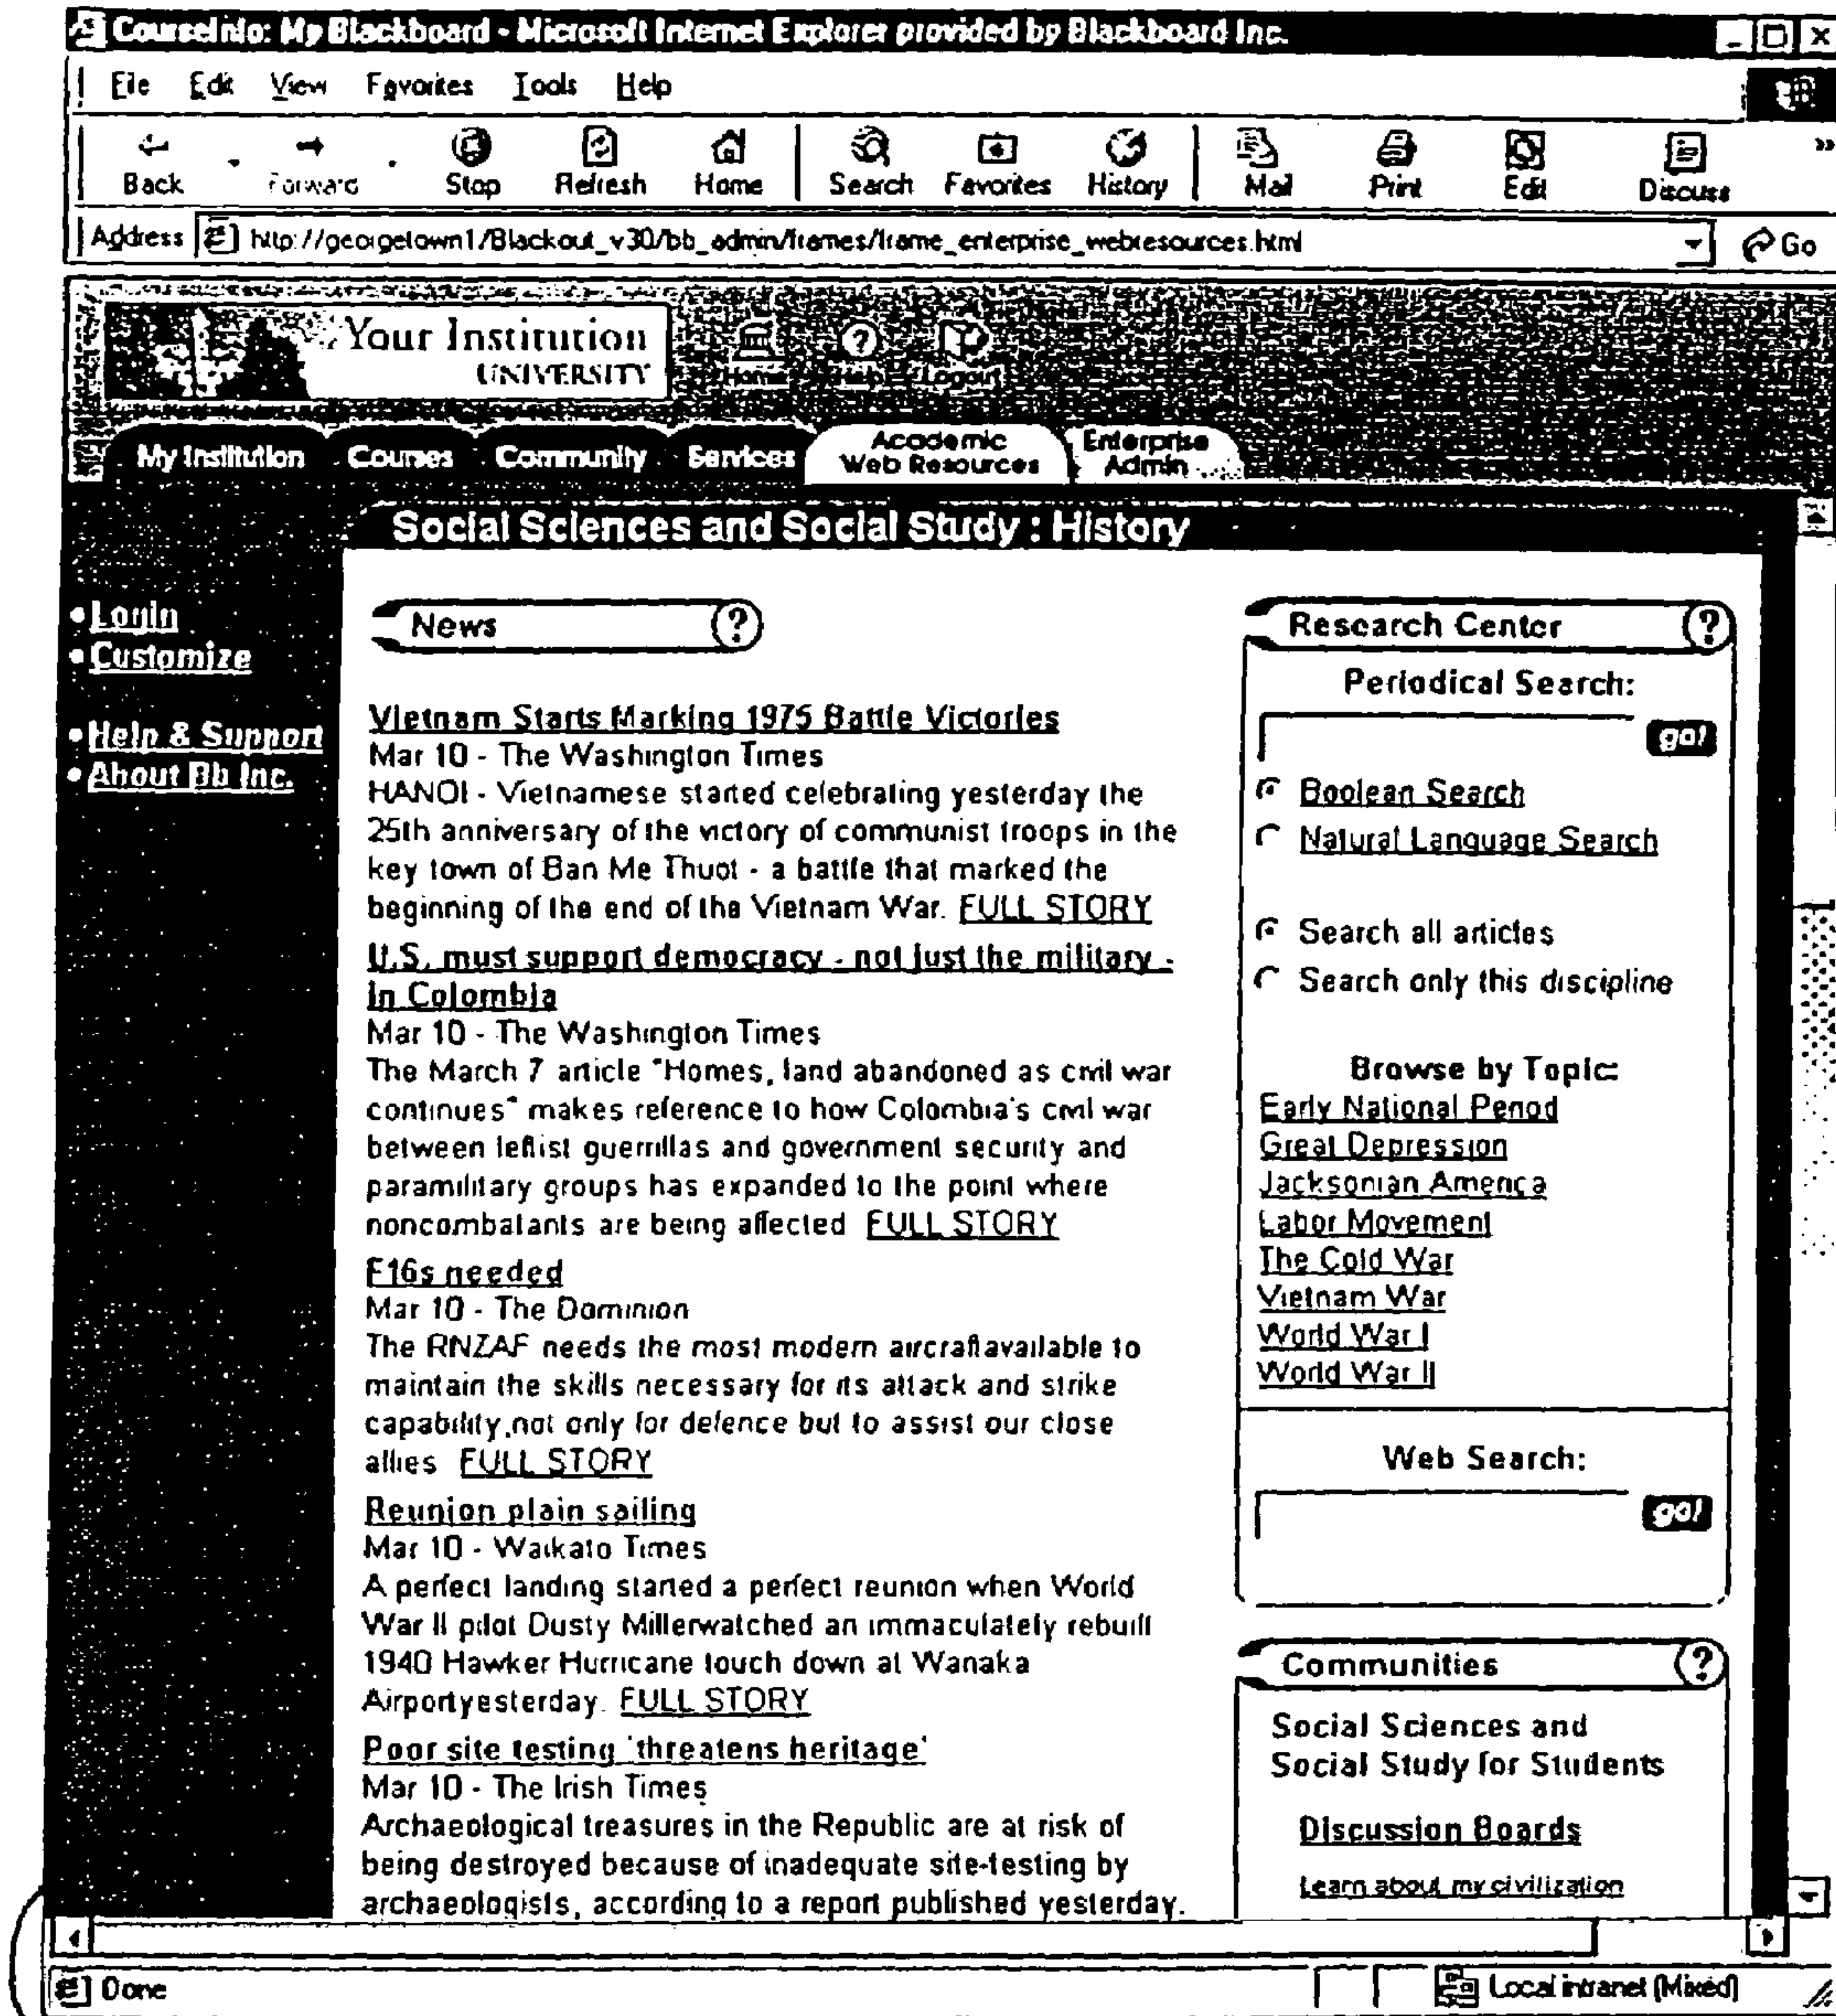 CourseInfo: My Blackboard - Microsoft Internet Explorer provided by Blackboard Inc.
File Edit View Favorites Tools Help
Back Forward Stop Refresh Home Search Favorites History Mail Print Edit Discuss »
Address http://georgetown1/Blackout_v30/bb_admin/frames/frame_enterprise_webresources.html Go
Your Institution
UNIVERSITY
Home Help Logout
My Institution Courses Community Services Academic Web Resources Enterprise Admin
Social Sciences and Social Study : History
• Login
• Customize
• Help & Support
• About Bb Inc.
News ?
Vietnam Starts Marking 1975 Battle Victories
Mar 10 - The Washington Times
HANOI - Vietnamese started celebrating yesterday the
25th anniversary of the victory of communist troops in the
key town of Ban Me Thuot - a battle that marked the
beginning of the end of the Vietnam War. FULL STORY
U.S. must support democracy - not just the military -
in Colombia
Mar 10 - The Washington Times
The March 7 article "Homes, land abandoned as civil war
continues" makes reference to how Colombia's civil war
between leftist guerrillas and government security and
paramilitary groups has expanded to the point where
noncombatants are being affected FULL STORY
F16s needed
Mar 10 - The Dominion
The RNZAF needs the most modern aircraftavailable to
maintain the skills necessary for its attack and strike
capability,not only for defence but to assist our close
allies FULL STORY
Reunion plain sailing
Mar 10 - Waikato Times
A perfect landing started a perfect reunion when World
War II pilot Dusty Millerwatched an immaculately rebuilt
1940 Hawker Hurricane touch down at Wanaka
Airportyesterday. FULL STORY
Poor site testing 'threatens heritage'
Mar 10 - The Irish Times
Archaeological treasures in the Republic are at risk of
being destroyed because of inadequate site-testing by
archaeologists, according to a report published yesterday.
Research Center ?
Periodical Search:
go!
Boolean Search
Natural Language Search
Search all articles
Search only this discipline
Browse by Topic:
Early National Period
Great Depression
Jacksonian America
Labor Movement
The Cold War
Vietnam War
World War I
World War II
Web Search:
go!
Communities ?
Social Sciences and
Social Study for Students
Discussion Boards
Learn about my civilization
Done Local intranet (Mixed)